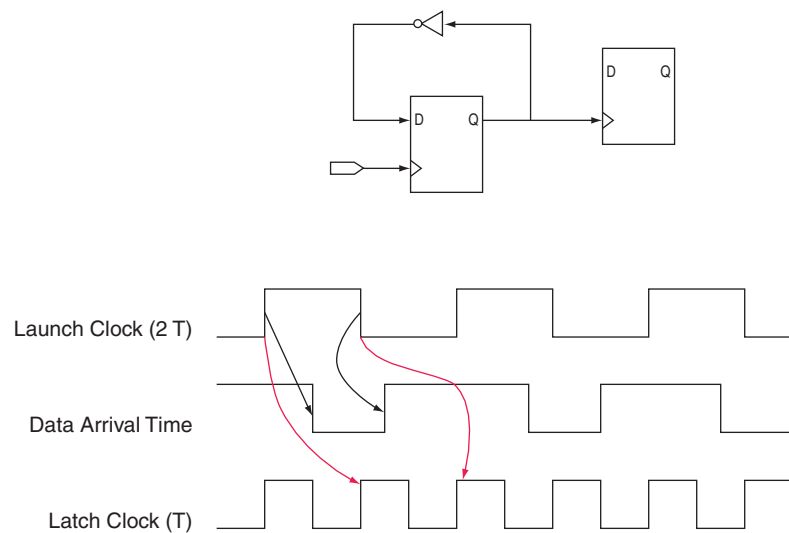 D Q
D Q
Launch Clock (2 T)
Data Arrival Time
Latch Clock (T)